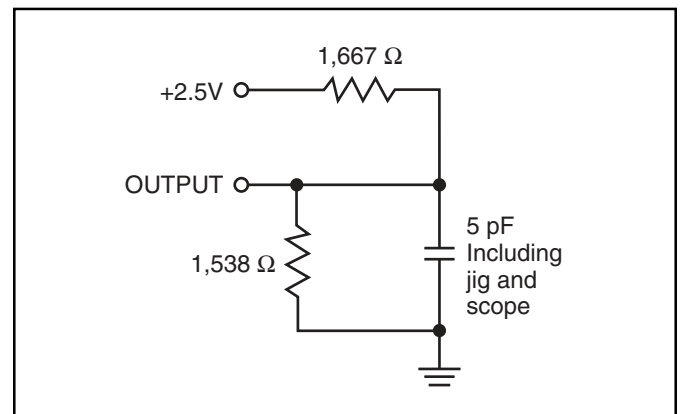 1,667 Ω
+2.5V
OUTPUT
1,538 Ω
5 pF
Including
jig and
scope